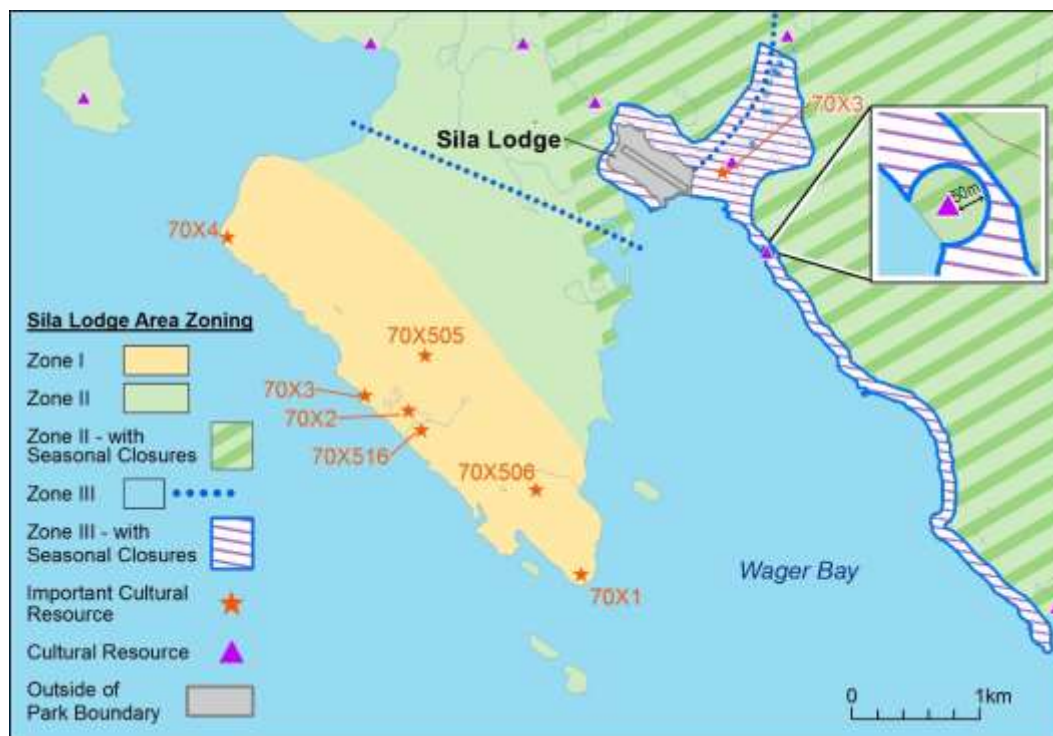 70X3
Sila Lodge
50m
70X4
70X505
70X3
70X2
70X516
70X506
70X1
Wager Bay
Sila Lodge Area Zoning
Zone I
Zone II
Zone II - with
Seasonal Closures
Zone III
Zone III - with
Seasonal Closures
Important Cultural
Resource
Cultural Resource
Outside of
Park Boundary
0 1km